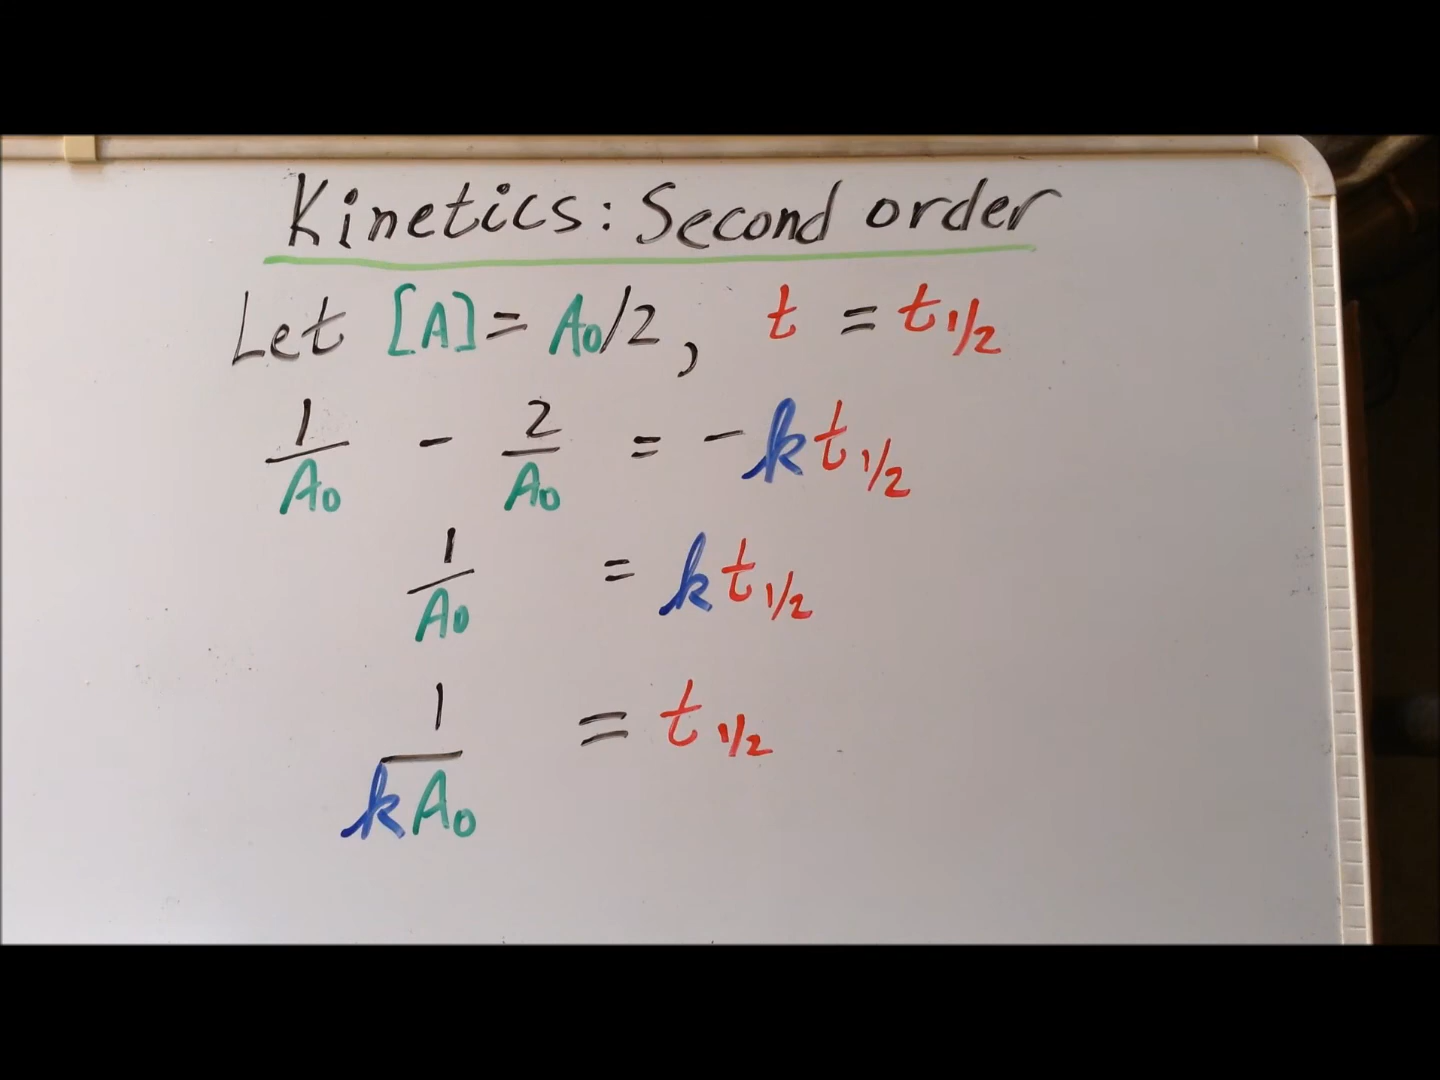 Kinetics: Second order
Let [A] = A₀/2, t = t₁/₂
1/A₀ - 2/A₀ = -kt₁/₂
1/A₀ = kt₁/₂
1/kA₀ = t₁/₂